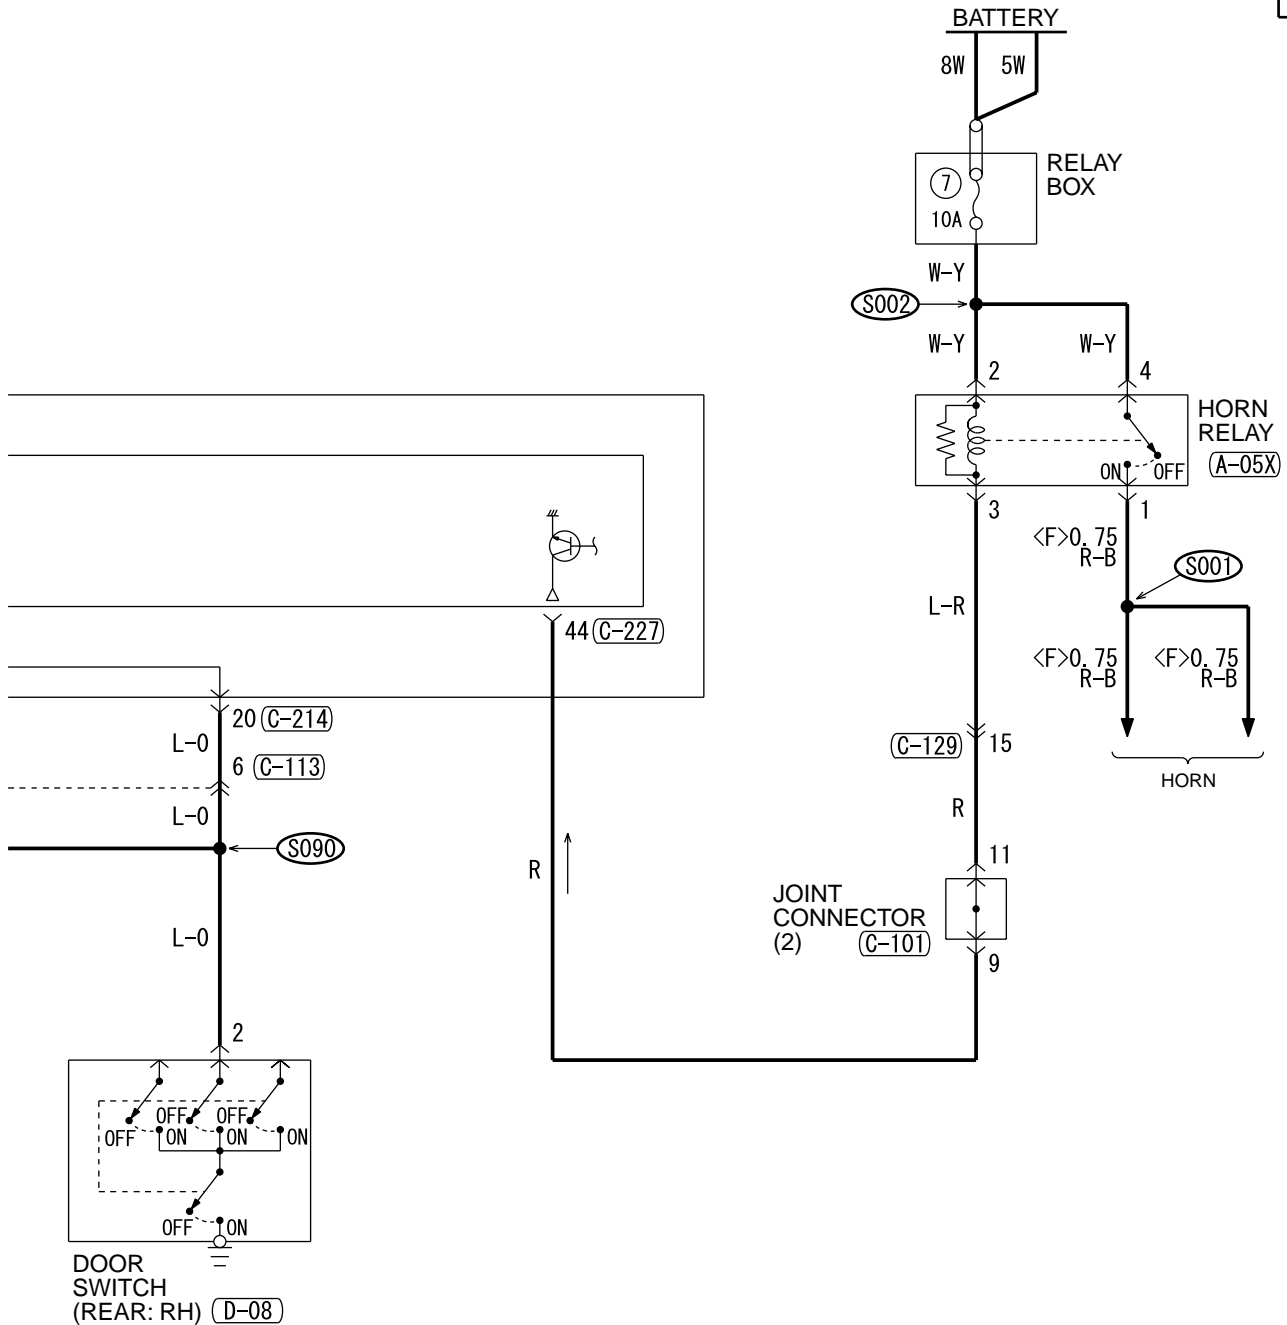 BATTERY
8W
5W
RELAY
BOX
7
10A
W-Y
S002
W-Y
W-Y
2
4
HORN
RELAY
A-05X
ON
OFF
3
1
<F>0.75
R-B
S001
L-R
44
C-227
<F>0.75
R-B
<F>0.75
R-B
20
C-214
L-O
C-129
15
6
C-113
HORN
L-O
R
S090
R
11
JOINT
CONNECTOR
(2)
C-101
L-O
9
2
OFF
OFF
OFF
ON
ON
ON
OFF
ON
DOOR
SWITCH
(REAR: RH)
D-08